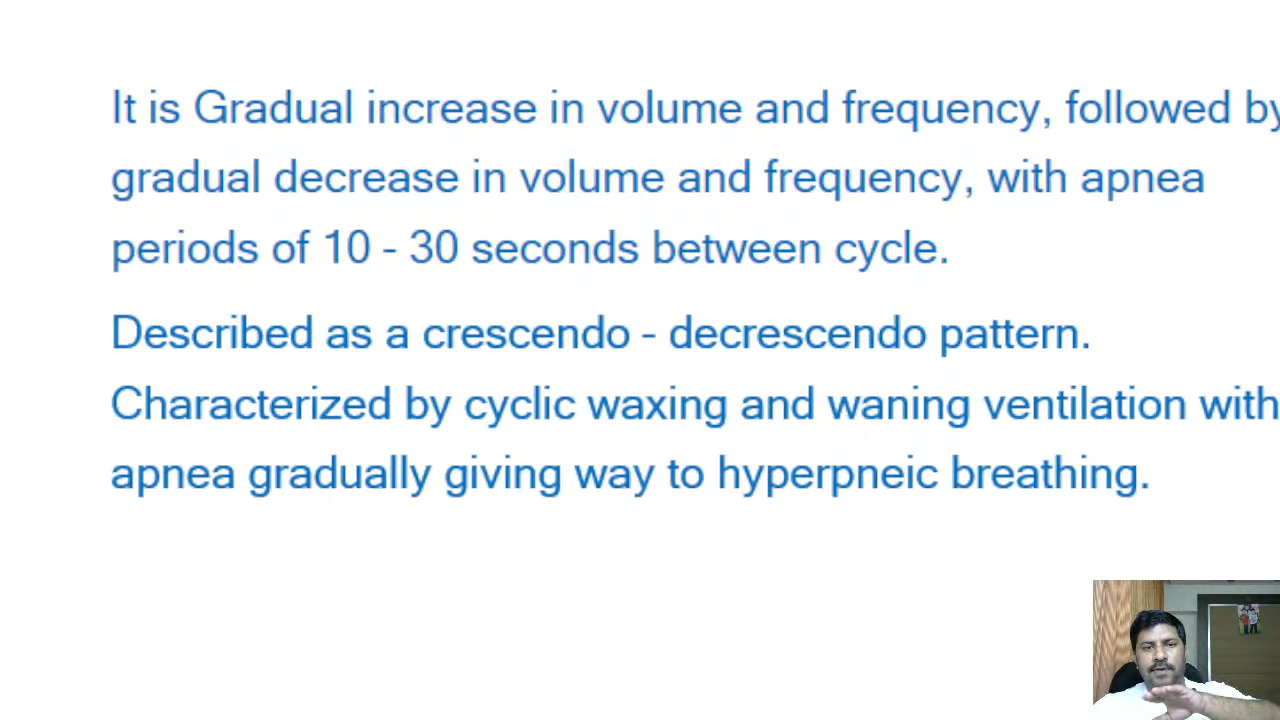 It is Gradual increase in volume and frequency, followed by
gradual decrease in volume and frequency, with apnea
periods of 10 - 30 seconds between cycle.
Described as a crescendo - decrescendo pattern.
Characterized by cyclic waxing and waning ventilation with
apnea gradually giving way to hyperpneic breathing.